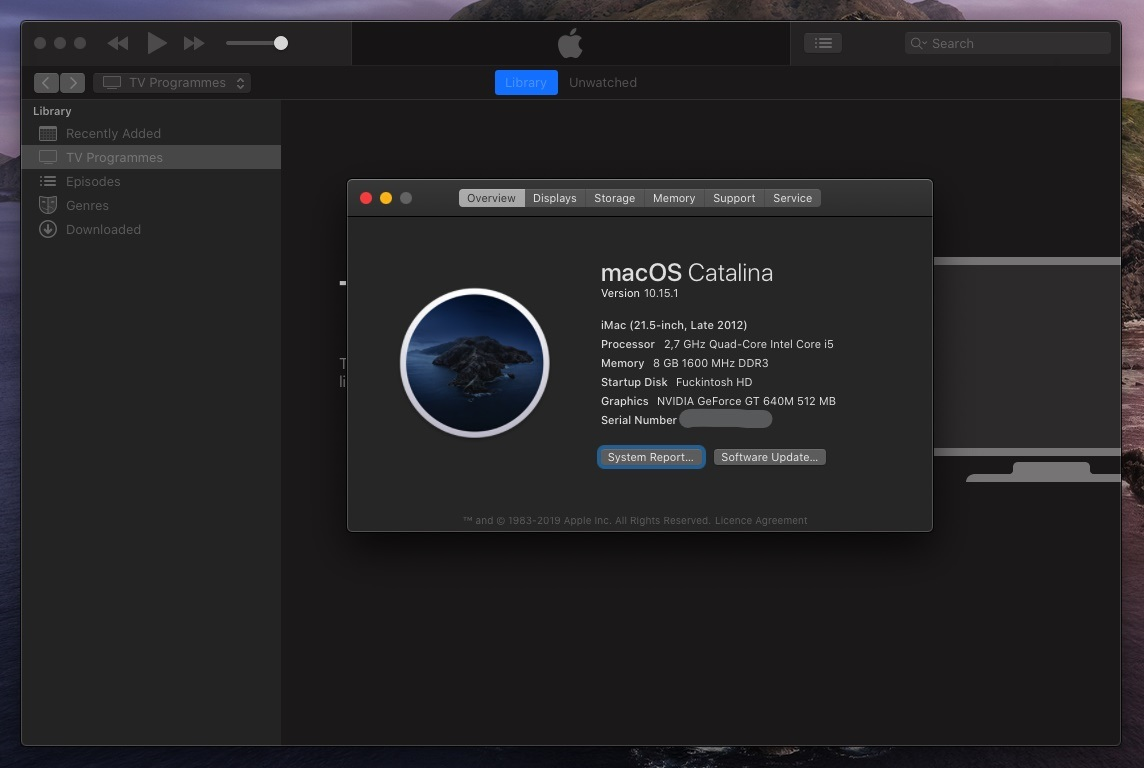 Search
TV Programmes
Library
Unwatched
Library
Recently Added
TV Programmes
Episodes
Genres
Downloaded
Overview
Displays
Storage
Memory
Support
Service
macOS Catalina
Version 10.15.1
iMac (21.5-inch, Late 2012)
Processor 2,7 GHz Quad-Core Intel Core i5
Memory 8 GB 1600 MHz DDR3
Startup Disk Fuckintosh HD
Graphics NVIDIA GeForce GT 640M 512 MB
Serial Number
System Report...
Software Update...
™ and © 1983-2019 Apple Inc. All Rights Reserved. Licence Agreement